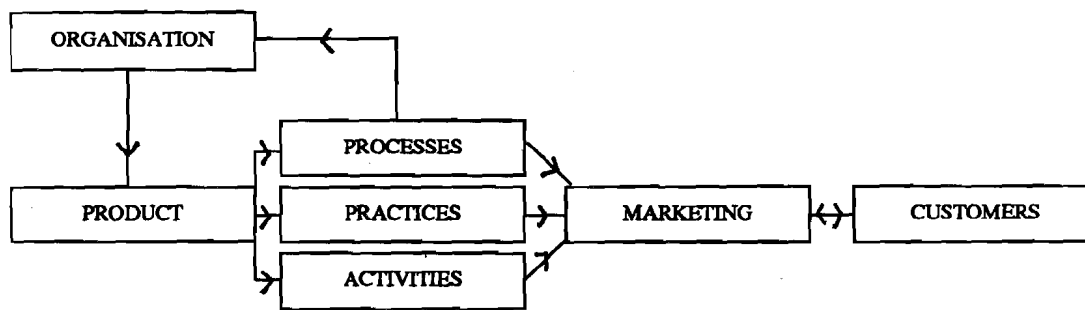 ORGANISATION
PROCESSES
PRODUCT
PRACTICES
MARKETING
CUSTOMERS
ACTIVITIES